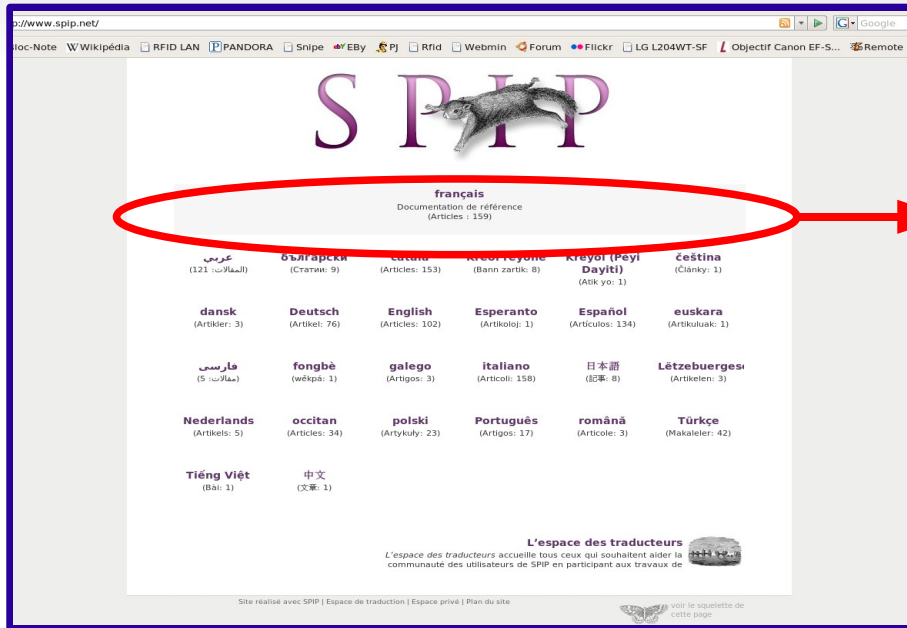 p://www.spip.net/
Google
loc-Note Wikipédia RFID LAN PANDORA Snipe EBy PJ Rfid Webmin Forum Flickr LG L204WT-SF Objectif Canon EF-S... Remote
SPIP
français
Documentation de référence
(Articles : 159)
عربي български català Kreol réyoné Kreyòl (Peyi Dayiti) čeština
(المقالات: 121) (Статии: 9) (Articles: 153) (Bann zartik: 8) (Atik yo: 1) (Články: 1)
dansk Deutsch English Esperanto Español euskara
(Artikler: 3) (Artikel: 76) (Articles: 102) (Artikoloj: 1) (Artículos: 134) (Artikuluak: 1)
فارسى fongbè galego italiano 日本語 Lëtzebuerges
(مقالات: 5) (wékpá: 1) (Artigos: 3) (Articoli: 158) (記事: 8) (Artikelen: 3)
Nederlands occitan polski Português română Türkçe
(Artikels: 5) (Articles: 34) (Artykuły: 23) (Artigos: 17) (Articole: 3) (Makaleler: 42)
Tiếng Việt 中文
(Bài: 1) (文章: 1)
L'espace des traducteurs
L'espace des traducteurs accueille tous ceux qui souhaitent aider la
communauté des utilisateurs de SPIP en participant aux travaux de
Site réalisé avec SPIP | Espace de traduction | Espace privé | Plan du site
voir le squelette de
cette page